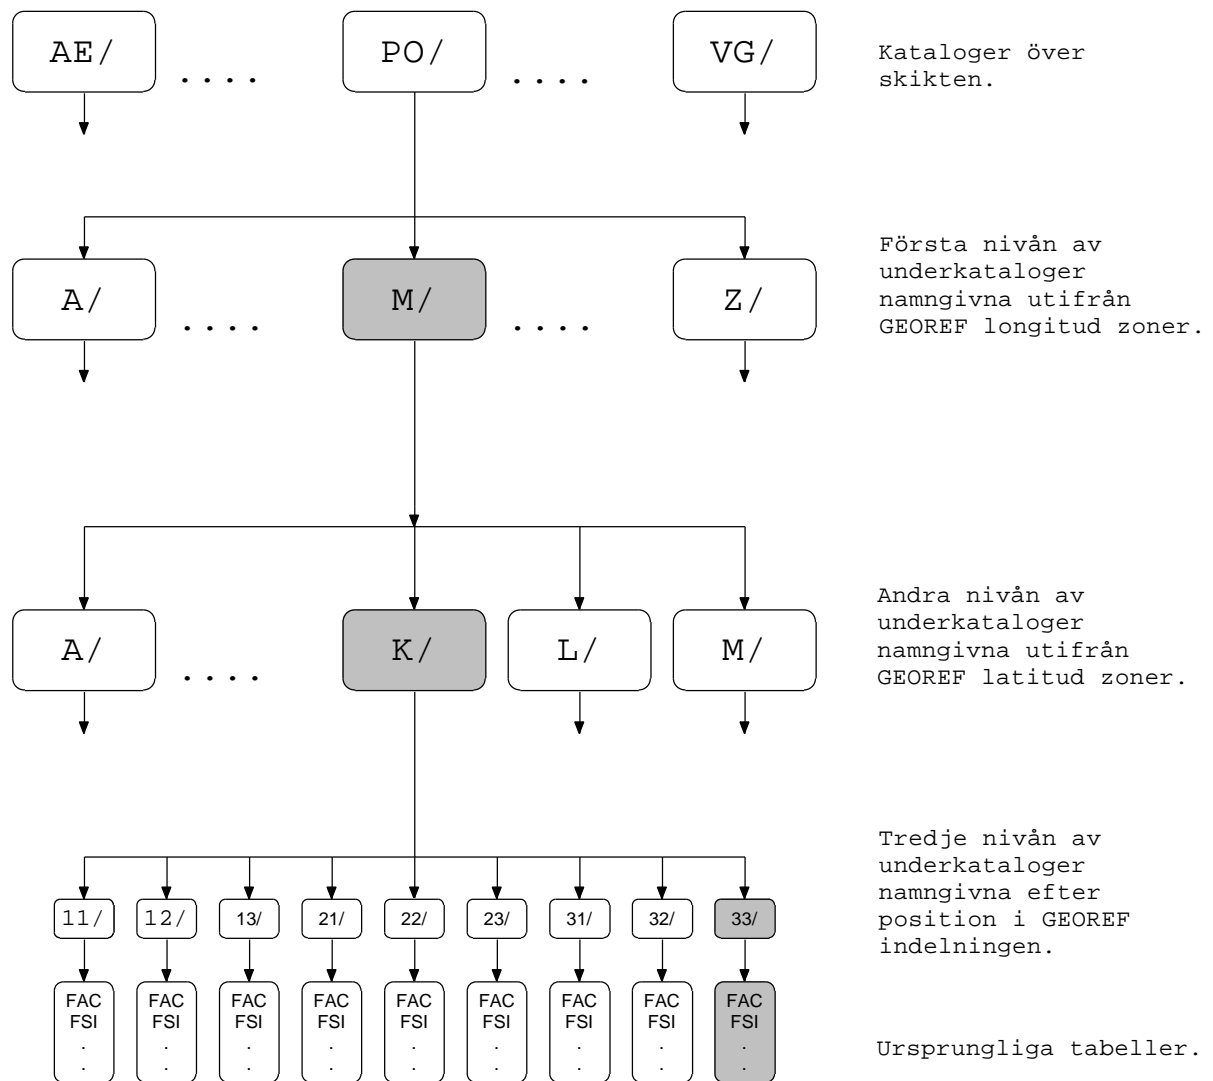 AE/ .... PO/ .... VG/
Kataloger över
skikten.
A/ .... M/ .... Z/
Första nivån av
underkataloger
namngivna utifrån
GEOREF longitud zoner.
A/ .... K/ L/ M/
Andra nivån av
underkataloger
namngivna utifrån
GEOREF latitud zoner.
11/ 12/ 13/ 21/ 22/ 23/ 31/ 32/ 33/
Tredje nivån av
underkataloger
namngivna efter
position i GEOREF
indelningen.
FAC FAC FAC FAC FAC FAC FAC FAC FAC
FSI FSI FSI FSI FSI FSI FSI FSI FSI
. . . . . . . . .
. . . . . . . . .
Ursprungliga tabeller.